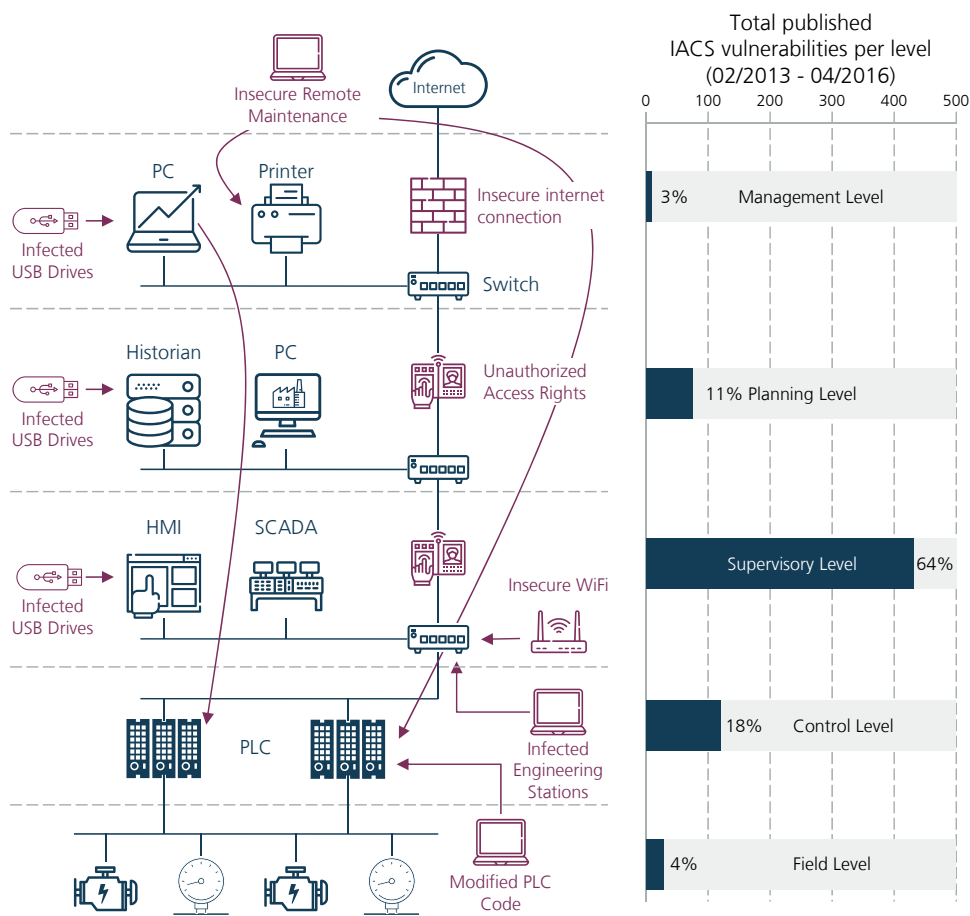 Total published
IACS vulnerabilities per level
(02/2013 - 04/2016)
0 100 200 300 400 500
Internet
Insecure Remote
Maintenance
PC
Printer
Insecure internet
connection
Infected
USB Drives
Switch
3%
Management Level
Historian
PC
Unauthorized
Access Rights
Infected
USB Drives
11% Planning Level
HMI
SCADA
Insecure WiFi
Infected
USB Drives
Supervisory Level
64%
PLC
Infected
Engineering
Stations
18%
Control Level
Modified PLC
Code
4%
Field Level